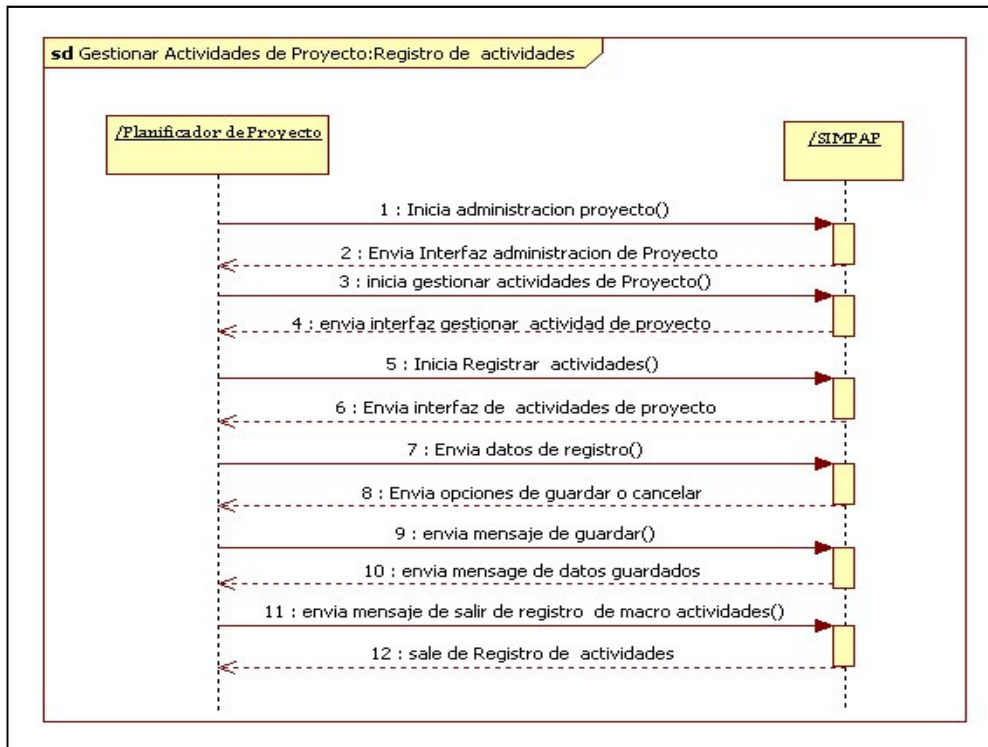 sd Gestionar Actividades de Proyecto:Registro de actividades
/Planificador de Proyecto
/SIMPAP
1 : Inicia administracion proyecto()
2 : Envia Interfaz administracion de Proyecto
3 : inicia gestionar actividades de Proyecto()
4 : envia interfaz gestionar actividad de proyecto
5 : Inicia Registrar actividades()
6 : Envia interfaz de actividades de proyecto
7 : Envia datos de registro()
8 : Envia opciones de guardar o cancelar
9 : envia mensaje de guardar()
10 : envia mensage de datos guardados
11 : envia mensaje de salir de registro de macro actividades()
12 : sale de Registro de actividades